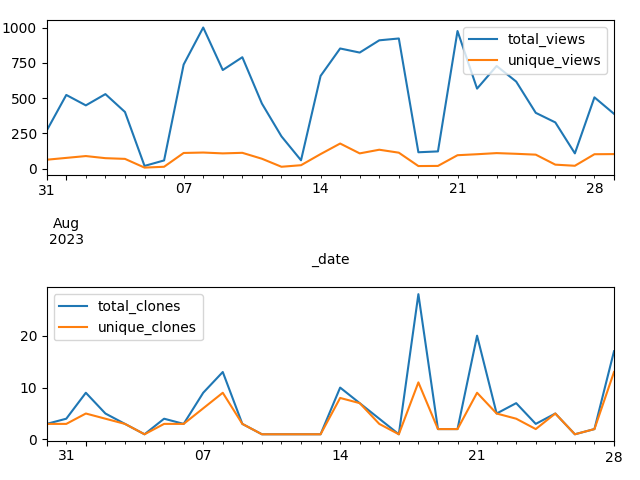 1000
750
500
250
0
total_views
unique_views
31 07 14 21 28
Aug
2023
_date
20
10
0
total_clones
unique_clones
31 07 14 21 28